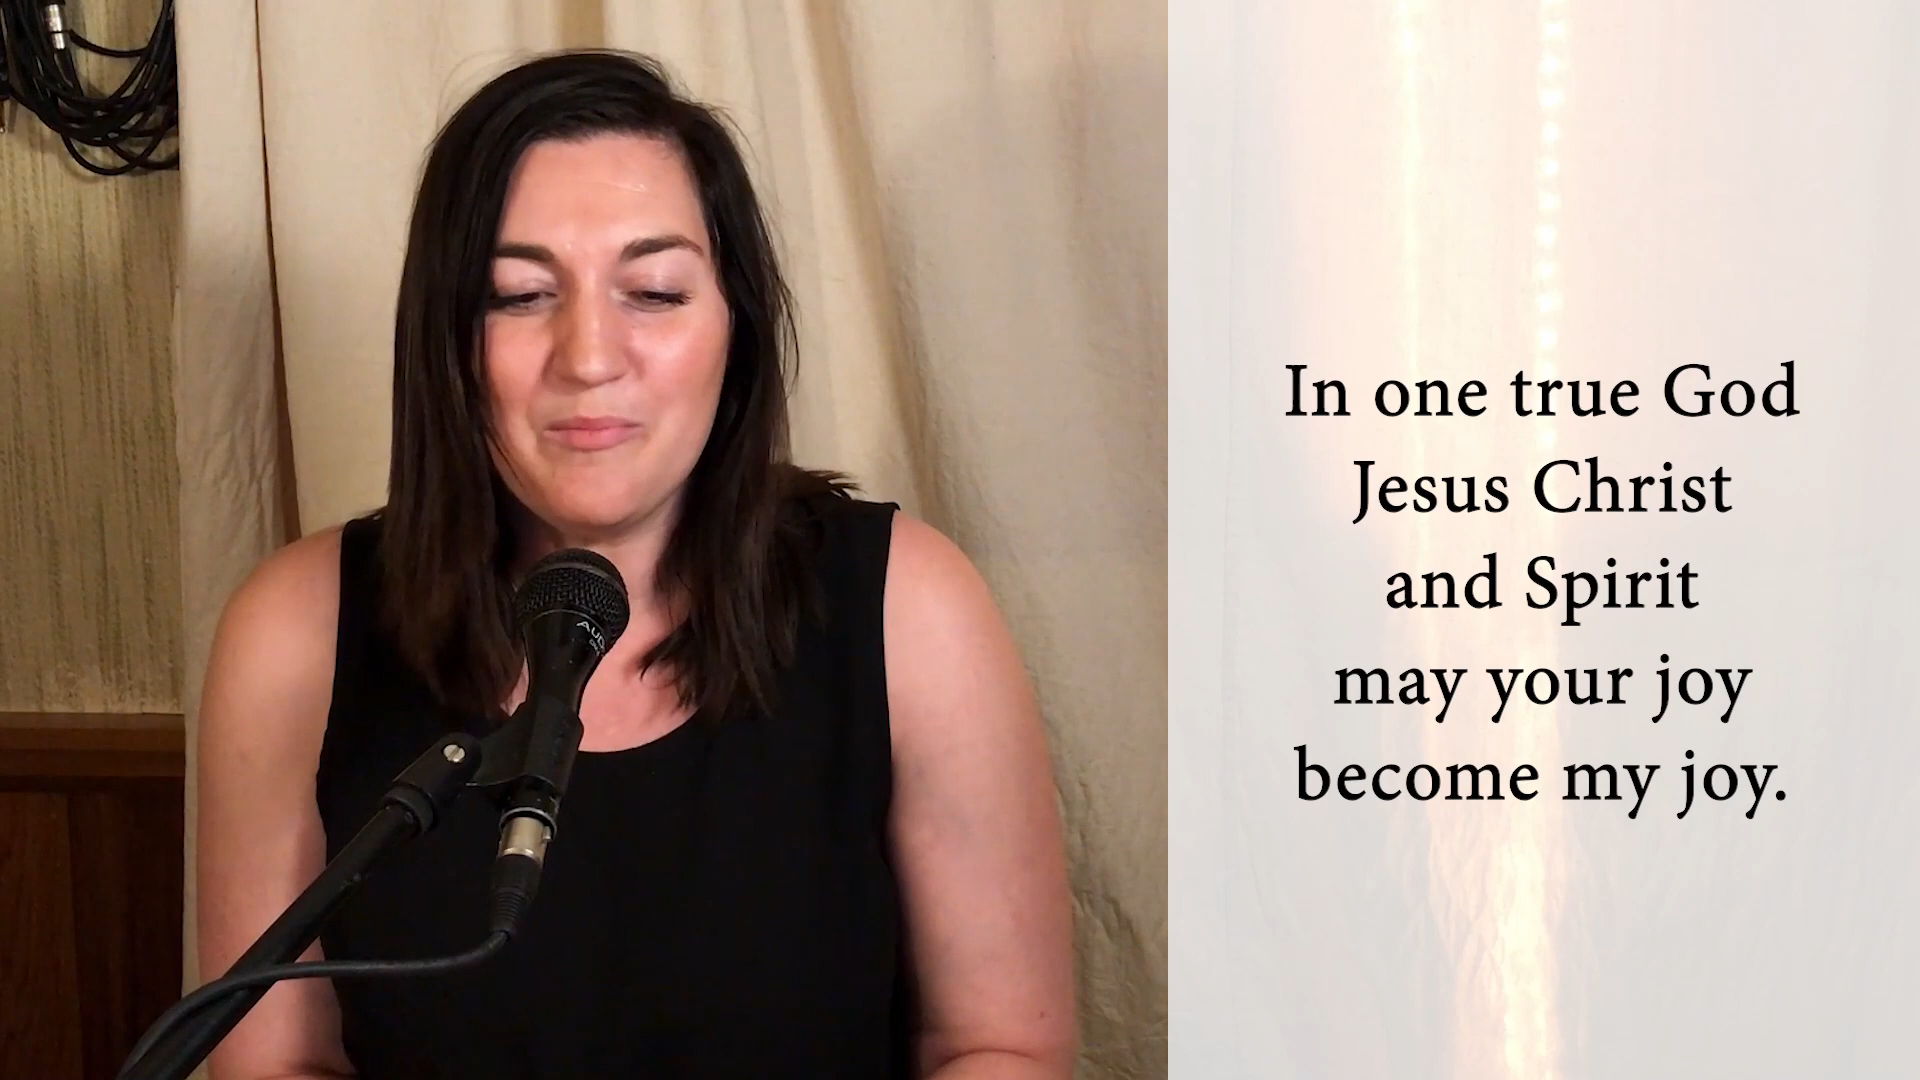 In one true God
Jesus Christ
and Spirit
may your joy
become my joy.